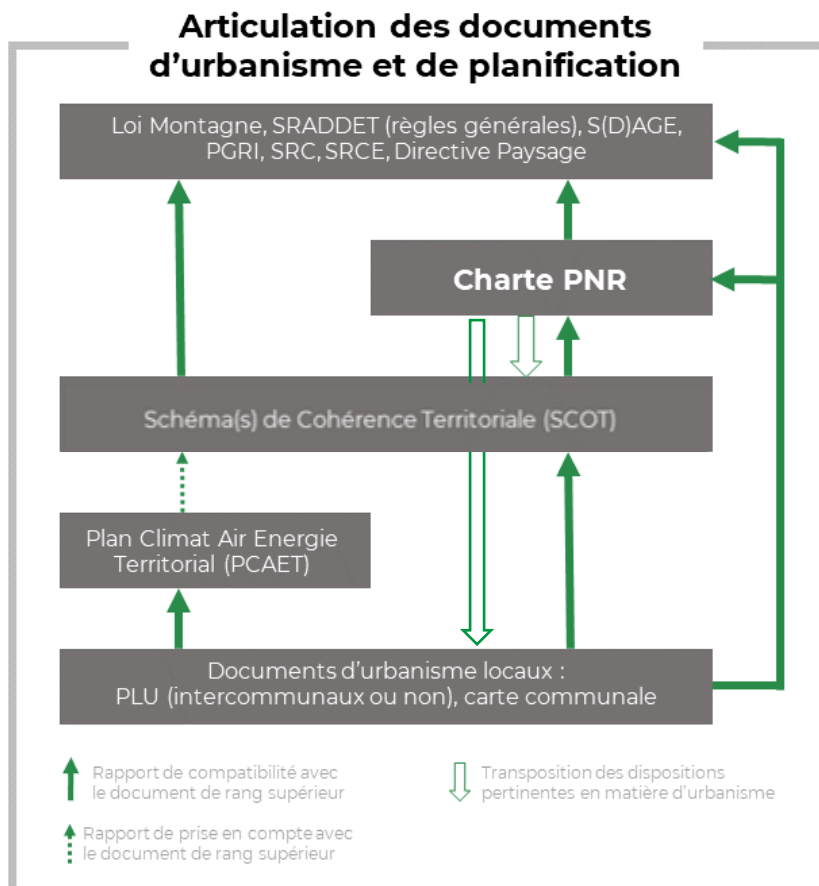 Articulation des documents
d'urbanisme et de planification
Loi Montagne, SRADDET (règles générales), S(D)AGE,
PGRI, SRC, SRCE, Directive Paysage
Charte PNR
Schéma(s) de Cohérence Territoriale (SCOT)
Plan Climat Air Energie
Territorial (PCAET)
Documents d'urbanisme locaux :
PLU (intercommunaux ou non), carte communale
Rapport de compatibilité avec
le document de rang supérieur
Rapport de prise en compte avec
le document de rang supérieur
Transposition des dispositions
pertinentes en matière d'urbanisme